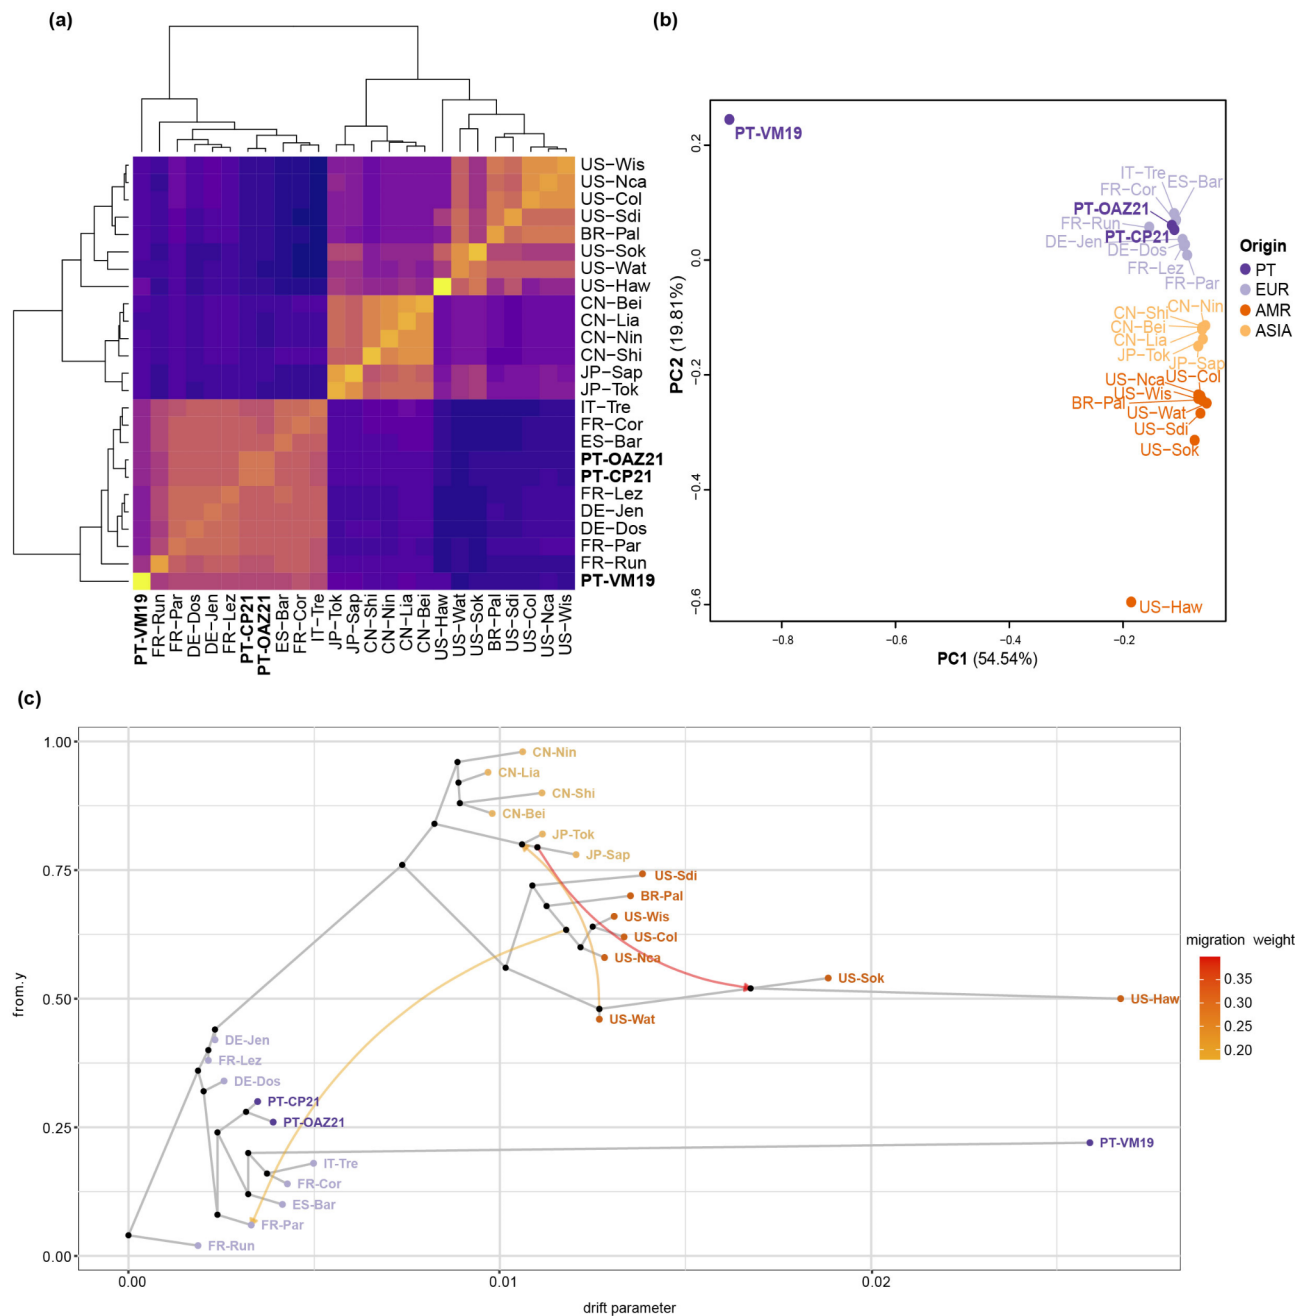 (a)
US−Wis
US−Nca
US−Col
US−Sdi
BR−Pal
US−Sok
US−Wat
US−Haw
CN−Bei
CN−Lia
CN−Nin
CN−Shi
JP−Sap
JP−Tok
IT−Tre
FR−Cor
ES−Bar
PT-OAZ21
PT-CP21
FR−Lez
DE−Jen
DE−Dos
FR−Par
FR−Run
PT-VM19
PT-VM19
FR−Run
FR−Par
DE−Dos
DE−Jen
FR−Lez
PT-CP21
PT-OAZ21
ES−Bar
FR−Cor
IT−Tre
JP−Tok
JP−Sap
CN−Shi
CN−Nin
CN−Lia
CN−Bei
US−Haw
US−Wat
US−Sok
BR−Pal
US−Sdi
US−Col
US−Nca
US−Wis
(b)
PC2 (19.81%)
0.2
0.0
−0.2
−0.4
−0.6
PT-VM19
IT−Tre
ES−Bar
FR−Cor
PT-OAZ21
FR−Run
PT-CP21
DE−Jen
DE−Dos
FR−Lez
FR−Par
CN−Nin
CN−Shi
CN−Bei
CN−Lia
JP−Tok
JP−Sap
US−Col
US−Nca
US−Wis
BR−Pal
US−Wat
US−Sdi
US−Sok
US−Haw
−0.8
−0.6
−0.4
−0.2
PC1 (54.54%)
Origin
PT
EUR
AMR
ASIA
(c)
from.y
1.00
0.75
0.50
0.25
0.00
CN-Nin
CN-Lia
CN-Shi
CN-Bei
JP-Tok
JP-Sap
US-Sdi
BR-Pal
US-Wis
US-Col
US-Nca
US-Sok
US-Haw
US-Wat
DE-Jen
FR-Lez
DE-Dos
PT-CP21
PT-OAZ21
PT-VM19
IT-Tre
FR-Cor
ES-Bar
FR-Par
FR-Run
0.00
0.01
0.02
drift parameter
migration weight
0.35
0.30
0.25
0.20